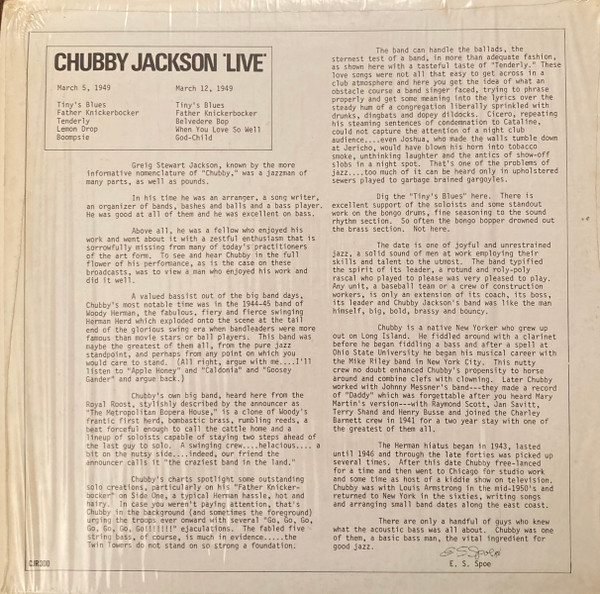 CHUBBY JACKSON 'LIVE'
March 5, 1949
March 12, 1949
Tiny's Blues
Father Knickerbocker
Tenderly
Lemon Drop
Boompsie
Tiny's Blues
Father Knickerbocker
Belvedere Bop
When You Love So Well
God-Child
Greig Stewart Jackson, known by the more
informative nomenclature of "Chubby," was a jazzman of
many parts, as well as pounds.
In his time he was an arranger, a song writer,
an organizer of bands, bashes and balls and a bass player.
He was good at all of them and he was excellent on bass.
Above all, he was a fellow who enjoyed his
work and went about it with a zestful enthusiasm that is
sorrowfully missing from many of today's practitioners
of the art form. To see and hear Chubby in the full
flower of his performance, as is the case on these
broadcasts, was to view a man who enjoyed his work and
did it well.
A valued bassist out of the big band days,
Chubby's most notable time was in the 1944-45 band of
Woody Herman, the fabulous, fiery and fierce swinging
Herman Herd which exploded onto the scene at the tail
end of the glorious swing era when bandleaders were more
famous than movie stars or ball players. This band was
maybe the greatest of them all, from the pure jazz
standpoint, and perhaps from any point on which you
would care to stand. (All right, argue with me....I'll
listen to "Apple Honey" and "Caldonia" and "Goosey
Gander" and argue back.)
Chubby's own big band, heard here from the
Royal Roost, stylishly described by the announcer as
"The Metropolitan Bopera House," is a clone of Woody's
frantic first herd, bombastic brass, rumbling reeds, a
beat forceful enough to call the cattle home and a
lineup of soloists capable of staying two steps ahead of
the last guy to solo. A swinging crew....helacious.... a
bit on the nutsy side....indeed, our friend the
announcer calls it "the craziest band in the land."
Chubby's charts spotlight some outstanding
solo creations, particularly on his "Father Knicker-
bocker" on Side One, a typical Herman hassle, hot and
hairy. In case you weren't paying attention, that's
Chubby in the background (and sometimes the foreground)
urging the troops ever onward with several "Go, Go, Go,
Go, Go, Go, Go!!!!!!" ejaculations. The fabled five
string bass, of course, is much in evidence.....the
Twin Towers do not stand on so strong a foundation.
CJR300
The band can handle the ballads, the
sternest test of a band, in more than adequate fashion,
as shown here with a tasteful taste of "Tenderly." These
love songs were not all that easy to get across in a
club atmosphere and here you get the idea of what an
obstacle course a band singer faced, trying to phrase
properly and get some meaning into the lyrics over the
steady hum of a congregation liberally sprinkled with
drunks, dingbats and dopey dildocks. Cicero, repeating
his steaming sentences of condemnation to Cataline,
could not capture the attention of a night club
audience....even Joshua, who made the walls tumble down
at Jericho, would have blown his horn into tobacco
smoke, unthinking laughter and the antics of show-off
slobs in a night spot. That's one of the problems of
jazz....too much of it can be heard only in upholstered
sewers played to garbage brained gargoyles.
Dig the "Tiny's Blues" here. There is
excellent support of the soloists and some standout
work on the bongo drums, fine seasoning to the sound
rhythm section. So often the bongo bopper drowned out
the brass section. Not here.
The date is one of joyful and unrestrained
jazz, a solid sound of men at work employing their
skills and talent to the utmost. The band typified
the spirit of its leader, a rotund and roly-poly
rascal who played to please was very pleased to play.
Any unit, a baseball team or a crew of construction
workers, is only an extension of its coach, its boss,
its leader and Chubby Jackson's band was like the man
himself, big, bold, brassy and bouncy.
Chubby is a native New Yorker who grew up
out on Long Island. He fiddled around with a clarinet
before he began fiddling a bass and after a spell at
Ohio State University he began his musical career with
the Mike Riley band in New York City. This nutty
crew no doubt enhanced Chubby's propensity to horse
around and combine clefs with clowning. Later Chubby
worked with Johnny Messner's band---they made a record
of "Daddy" which was forgettable after you heard Mary
Martin's version---with Raymond Scott, Jan Savitt,
Terry Shand and Henry Busse and joined the Charley
Barnett crew in 1941 for a two year stay with one of
the greatest of them all.
The Herman hiatus began in 1943, lasted
until 1946 and through the late forties was picked up
several times. After this date Chubby free-lanced
for a time and then went to Chicago for studio work
and some time as host of a kiddie show on television.
Chubby was with Louis Armstrong in the mid-1950's and
returned to New York in the sixties, writing songs
and arranging small band dates along the east coast.
There are only a handful of guys who knew
what the acoustic bass was all about. Chubby was one
of them, a basic bass man, the vital ingredient for
good jazz.
E. S. Spoe
E. S. Spoe